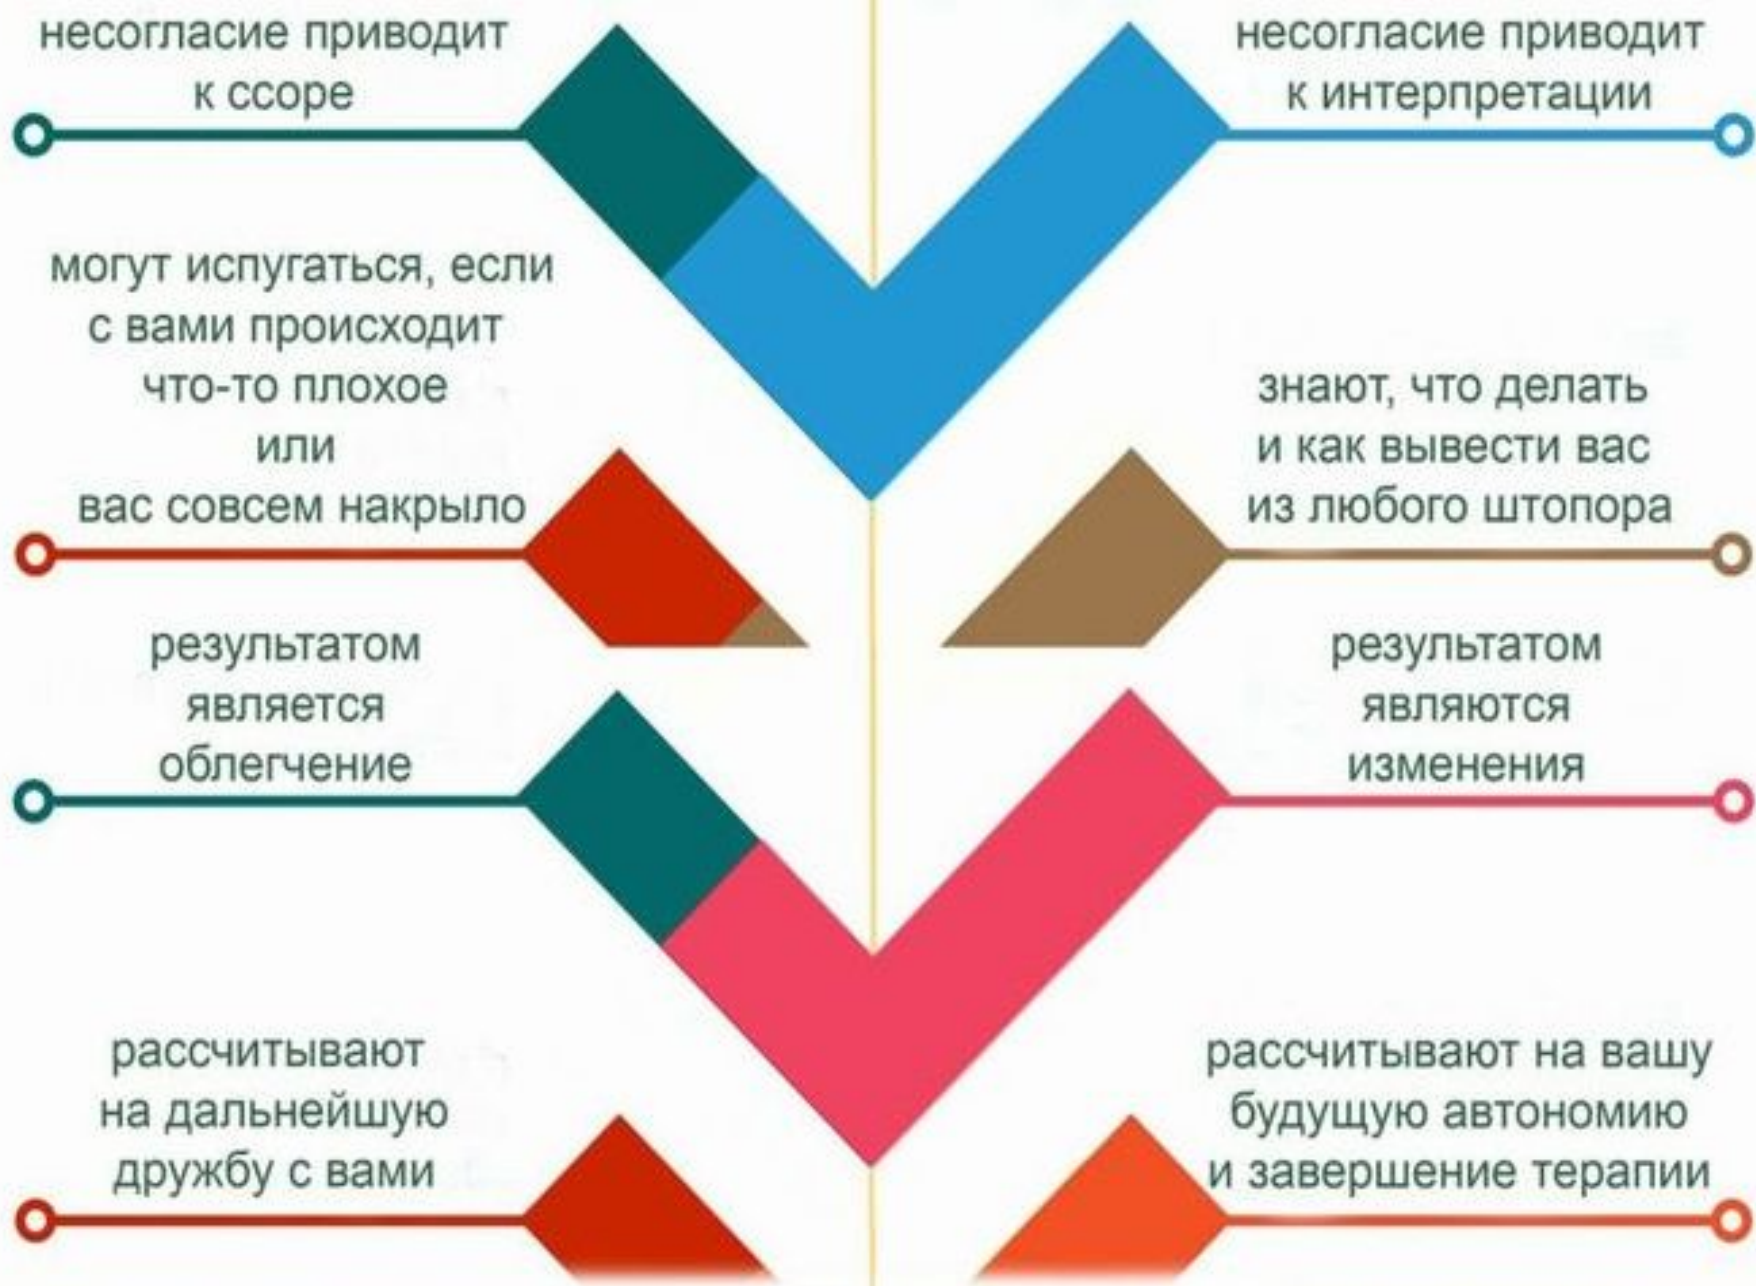 несогласие приводит
к ссоре
несогласие приводит
к интерпретации
могут испугаться, если
с вами происходит
что-то плохое
или
вас совсем накрыло
знают, что делать
и как вывести вас
из любого штопора
результатом
является
облегчение
результатом
являются
изменения
рассчитывают
на дальнейшую
дружбу с вами
рассчитывают на вашу
будущую автономию
и завершение терапии